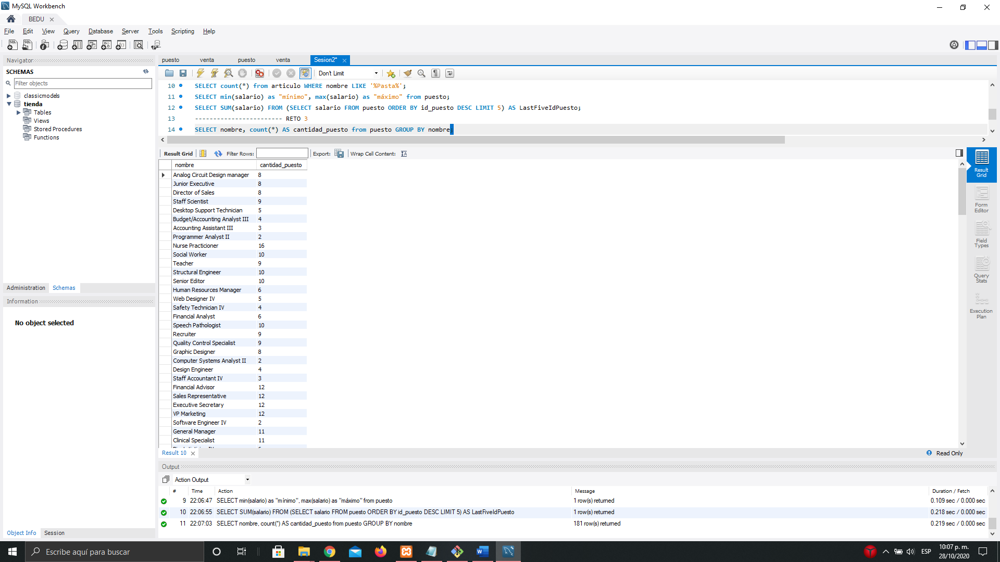 MySQL Workbench
BEDU
File Edit View Query Database Server Tools Scripting Help
Navigator
SCHEMAS
Filter objects
classicmodels
tienda
Tables
Views
Stored Procedures
Functions
Administration Schemas
Information
No object selected
Object Info Session
puesto venta puesto venta Sesion2*
Don't Limit
10 SELECT count(*) from articulo WHERE nombre LIKE '%Pasta%';
11 SELECT min(salario) as "mínimo", max(salario) as "máximo" from puesto;
12 SELECT SUM(salario) FROM (SELECT salario FROM puesto ORDER BY id_puesto DESC LIMIT 5) AS LastFiveIdPuesto;
13 ------------------------ RETO 3
14 SELECT nombre, count(*) AS cantidad_puesto from puesto GROUP BY nombre;
Result Grid Filter Rows: Export: Wrap Cell Content:
nombre cantidad_puesto
Analog Circuit Design manager 8
Junior Executive 8
Director of Sales 8
Staff Scientist 9
Desktop Support Technician 5
Budget/Accounting Analyst III 4
Accounting Assistant III 3
Programmer Analyst II 2
Nurse Practicioner 16
Social Worker 10
Teacher 9
Structural Engineer 10
Senior Editor 10
Human Resources Manager 6
Web Designer IV 5
Safety Technician IV 4
Financial Analyst 6
Speech Pathologist 10
Recruiter 9
Quality Control Specialist 9
Graphic Designer 8
Computer Systems Analyst II 2
Design Engineer 4
Staff Accountant IV 3
Financial Advisor 12
Sales Representative 12
Executive Secretary 12
VP Marketing 12
Software Engineer IV 2
General Manager 11
Clinical Specialist 11
Result Grid
Form Editor
Field Types
Query Stats
Execution Plan
Result 10
Read Only
Output
Action Output
# Time Action Message Duration / Fetch
9 22:06:47 SELECT min(salario) as "mínimo", max(salario) as "máximo" from puesto 1 row(s) returned 0.109 sec / 0.000 sec
10 22:06:55 SELECT SUM(salario) FROM (SELECT salario FROM puesto ORDER BY id_puesto DESC LIMIT 5) AS LastFiveIdPuesto 1 row(s) returned 0.218 sec / 0.000 sec
11 22:07:03 SELECT nombre, count(*) AS cantidad_puesto from puesto GROUP BY nombre 181 row(s) returned 0.219 sec / 0.000 sec
Escribe aquí para buscar
ESP
10:07 p. m.
28/10/2020